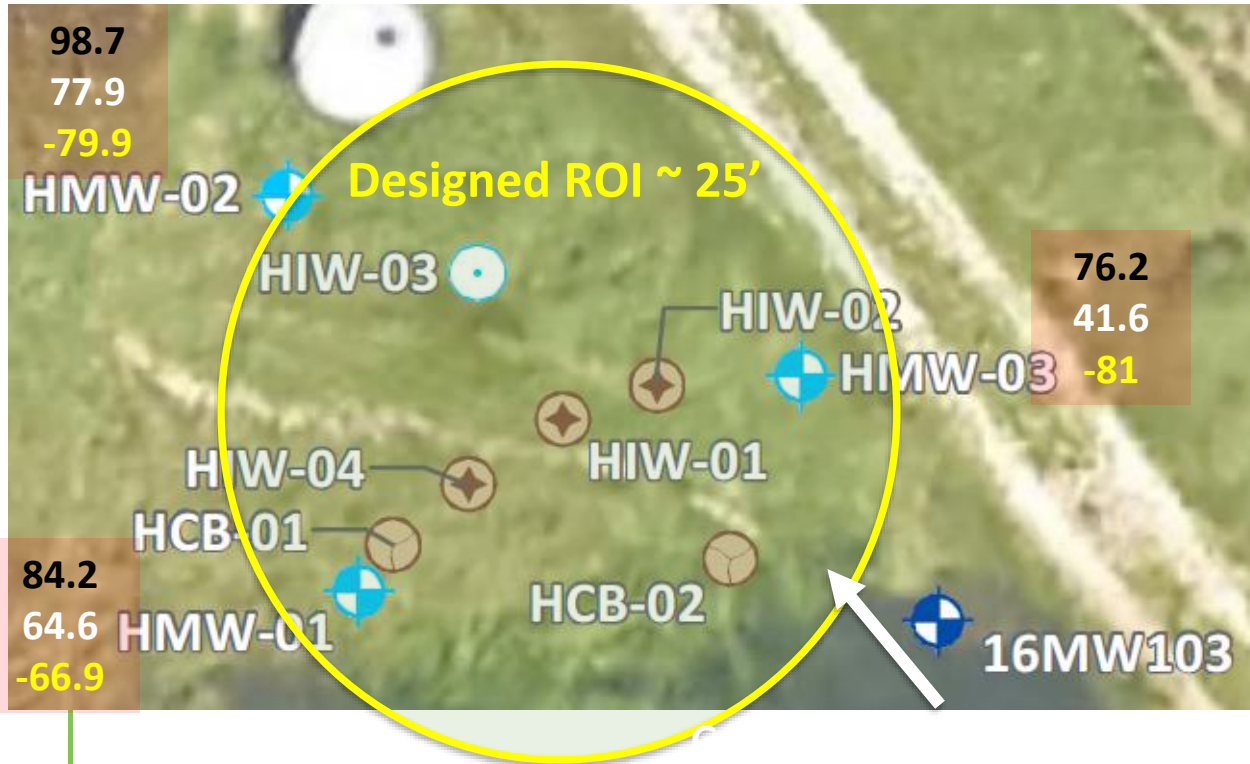 98.7
77.9
-79.9
HMW-02
Designed ROI ~ 25’
HIW-03
HIW-02
76.2
41.6
-81
HMW-03
HIW-01
HIW-04
HCB-01
HCB-02
84.2
64.6
-66.9
HMW-01
16MW103